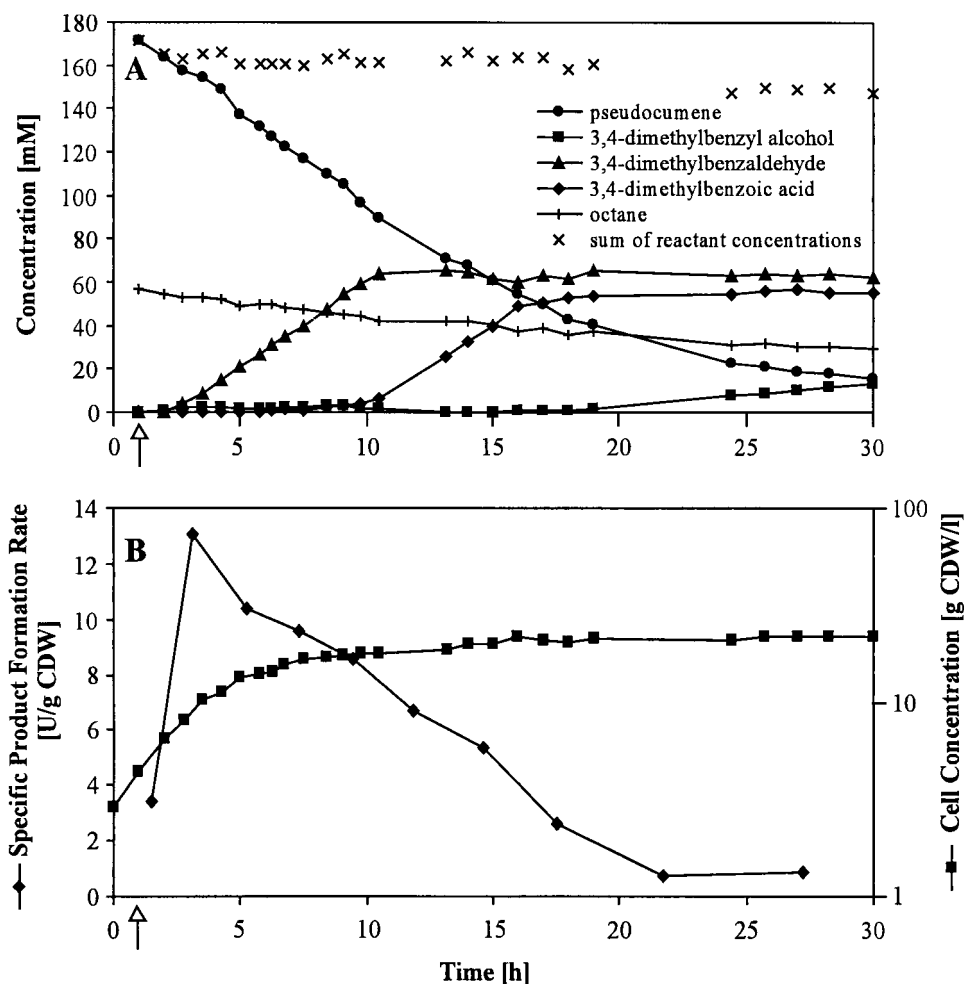 180
160
140
120
100
80
60
40
20
0
Concentration [mM]
A
pseudocumene
3,4-dimethylbenzyl alcohol
3,4-dimethylbenzaldehyde
3,4-dimethylbenzoic acid
octane
sum of reactant concentrations
0 5 10 15 20 25 30
14
12
10
8
6
4
2
0
Specific Product Formation Rate
[U/g CDW]
B
100
10
1
Cell Concentration [g CDW/l]
0 5 10 15 20 25 30
Time [h]